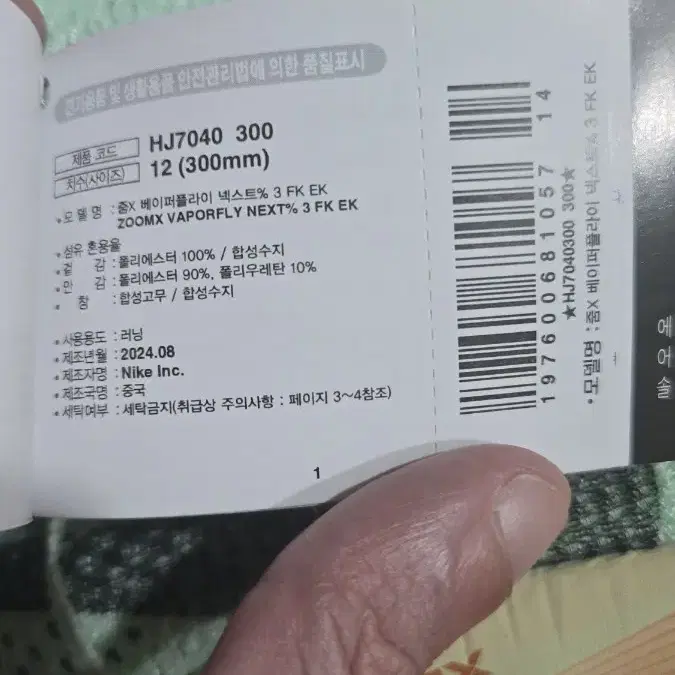 전기용품 및 생활용품 안전관리법에 의한 품질표시
제품 코드 HJ7040 300
치수(사이즈) 12 (300mm)
• 모 델 명 : 줌X 베이퍼플라이 넥스트% 3 FK EK
ZOOMX VAPORFLY NEXT% 3 FK EK
• 섬유 혼용율
• 겉 감 : 폴리에스터 100% / 합성수지
• 안 감 : 폴리에스터 90%, 폴리우레탄 10%
• 창 : 합성고무 / 합성수지
• 사용용도 : 러닝
• 제조년월 : 2024.08
• 제조자명 : Nike Inc.
• 제조국명 : 중국
• 세탁여부 : 세탁금지(취급상 주의사항 : 페이지 3~4참조)
1
14
197600681057
★HJ7040300 300★
• 모델명 : 줌X 베이퍼플라이 넥스트% 3 FK EK
에어솔